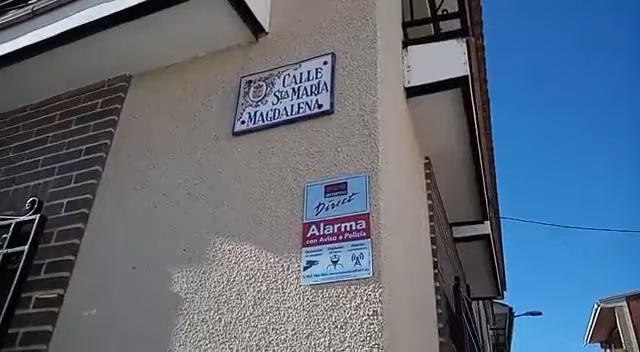 CALLE
STA MARÍA
MAGDALENA
Direct
Alarma
con Aviso a Policía